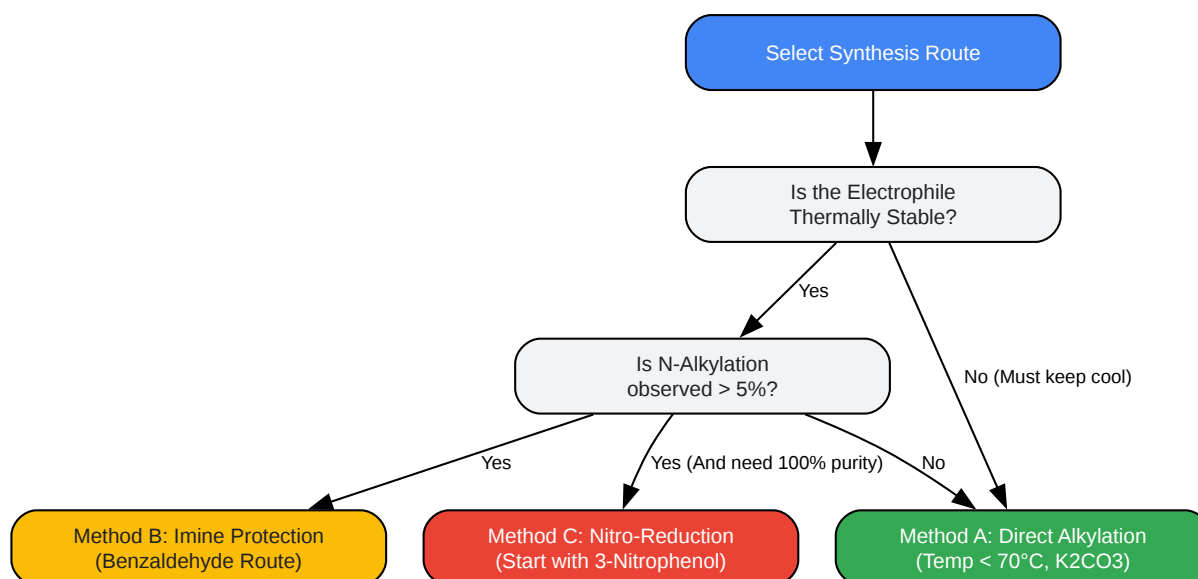 Select Synthesis Route
Is the Electrophile
Thermally Stable?
Yes
Is N-Alkylation
observed > 5%?
No (Must keep cool)
Yes
Yes (And need 100% purity)
No
Method B: Imine Protection
(Benzaldehyde Route)
Method C: Nitro-Reduction
(Start with 3-Nitrophenol)
Method A: Direct Alkylation
(Temp < 70°C, K2CO3)